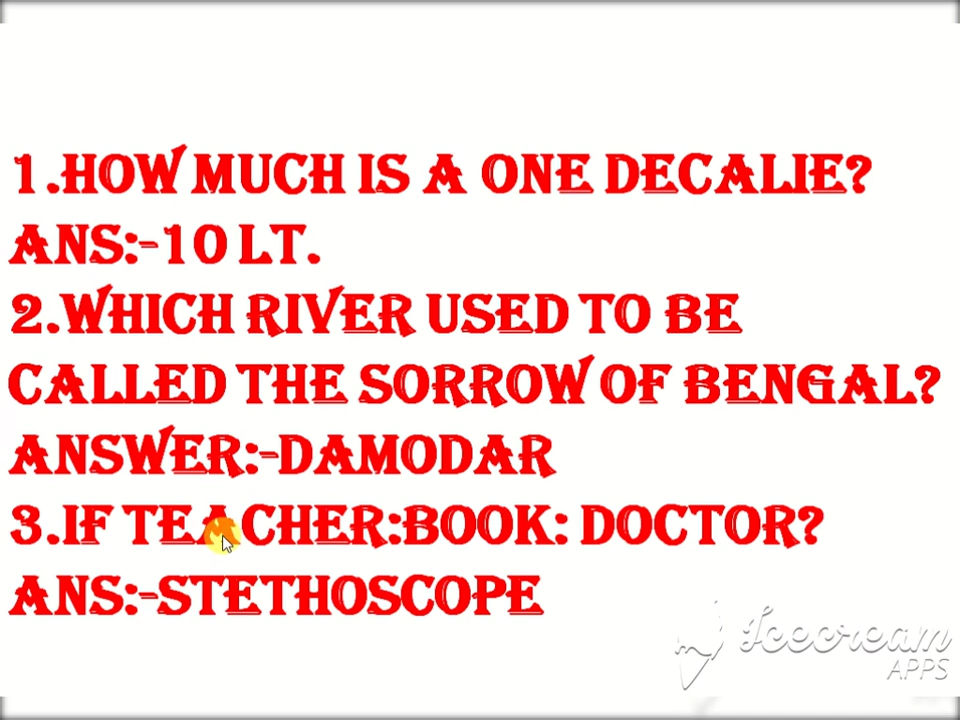 1.HOW MUCH IS A ONE DECALIE?
ANS:-10 LT.
2.WHICH RIVER USED TO BE
CALLED THE SORROW OF BENGAL?
ANSWER:-DAMODAR
3.IF TEACHER:BOOK: DOCTOR?
ANS:-STETHOSCOPE
Icecream
APPS